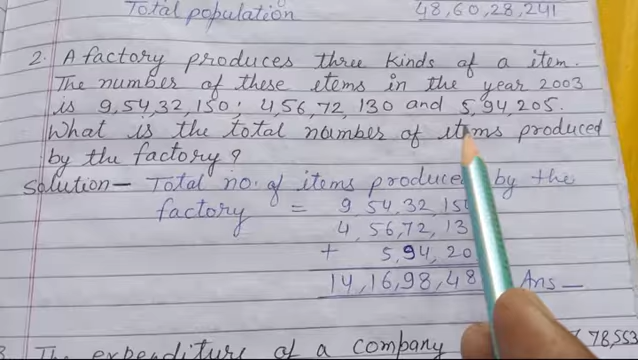 Total population 48,60,28,241
2. A factory produces three kinds of a item.
The number of these items in the year 2003
is 9,54,32,150; 4,56,72,130 and 5,94,205.
What is the total number of items produced
by the factory?
Solution- Total no. of items produced by the
factory = 9 54,32,15
4,56,72,13
+ 5,94,20
14,16,98,48 Ans
The expenditure of a company 78,553